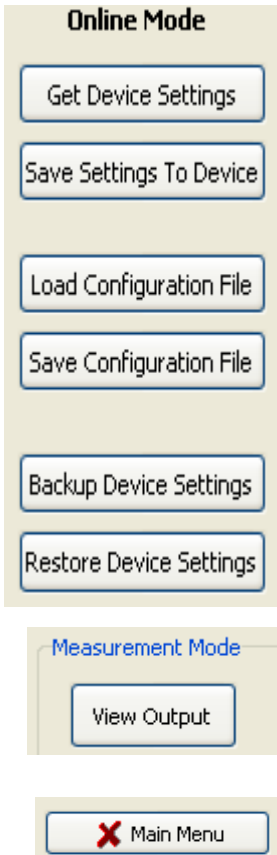 Online Mode
Get Device Settings
Save Settings To Device
Load Configuration File
Save Configuration File
Backup Device Settings
Restore Device Settings
Measurement Mode
View Output
Main Menu